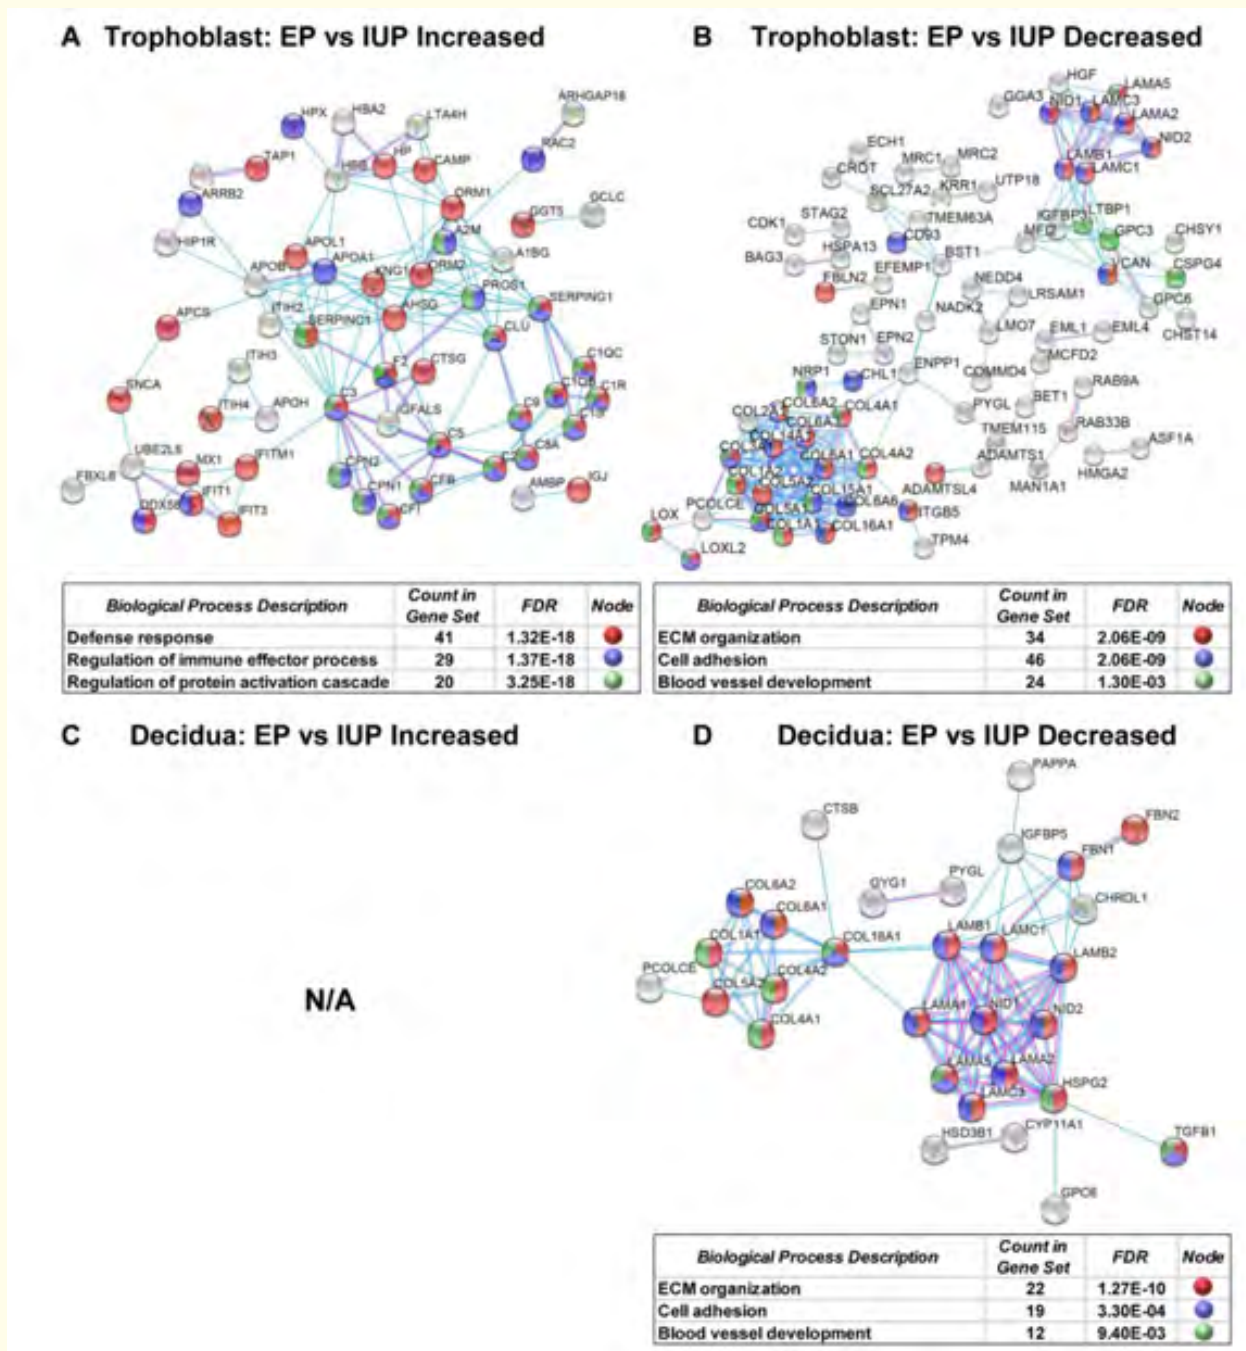 A Trophoblast: EP vs IUP Increased
HPX
HBA2
LTA4H
ARHGAP18
RAC2
TAP1
HBB
HP
CAMP
ARRB2
ORM1
GCLC
GGT5
A2M
HIP1R
APOL1
A1BG
APOB
APOA1
KNG1
ORM2
PROS1
SERPING1
APCS
ITIH2
AHSG
CLU
ITIH3
F2
CTSG
C1QC
SNCA
C1R
ITIH4
APOH
C3
IGFALS
C9
C1S
UBE2L6
C5
FBXL8
MX1
IFITM1
CPN2
C2
IFIT1
CPN1
CFB
IGJ
DDX58
IFIT3
CFI
Biological Process Description Count in Gene Set FDR Node
Defense response 41 1.32E-18
Regulation of immune effector process 29 1.37E-18
Regulation of protein activation cascade 20 3.25E-18
B Trophoblast: EP vs IUP Decreased
HGF
LAMA5
GGA3
NID1
LAMC3
LAMA2
NID2
ECH1
MRC1
MRC2
LAMB1
LAMC1
CROT
KRR1
UTP18
STAG2
TMEM63A
LTBP1
CDK1
CD93
GPC3
CHSY1
HSPA13
BST1
BAG3
EFEMP1
VCAN
CSPG4
FBLN2
NEDD4
EPN1
NADK2
LRSAM1
GPC6
CHST14
STON1
EPN2
LMO7
EML1
EML4
NRP1
CHL1
ENPP1
MCFD2
COMMD4
COL6A2
COL4A1
BET1
RAB9A
COL6A3
PYGL
COL14A1
TMEM115
RAB33B
ASF1A
COL6A1
COL4A2
ADAMTS1
HMGA2
COL1A2
COL5A2
ADAMTSL4
MAN1A1
COL15A1
PCOLCE
LOX
COL5A1
ITGB5
COL1A1
COL16A1
LOXL2
TPM4
Biological Process Description Count in Gene Set FDR Node
ECM organization 34 2.06E-09
Cell adhesion 46 2.06E-09
Blood vessel development 24 1.30E-03
C Decidua: EP vs IUP Increased
N/A
D Decidua: EP vs IUP Decreased
PAPPA
CTSB
FBN2
IGFBP5
FBN1
GYG1
PYGL
COL6A2
CHRDL1
COL6A1
COL1A1
COL18A1
LAMB1
LAMC1
LAMB2
PCOLCE
COL4A2
COL5A2
LAMA1
NID1
NID2
COL4A1
LAMA5
LAMA2
HSPG2
LAMC3
HSD3B1
CYP11A1
TGFB1
Biological Process Description Count in Gene Set FDR Node
ECM organization 22 1.27E-10
Cell adhesion 19 3.30E-04
Blood vessel development 12 9.40E-03